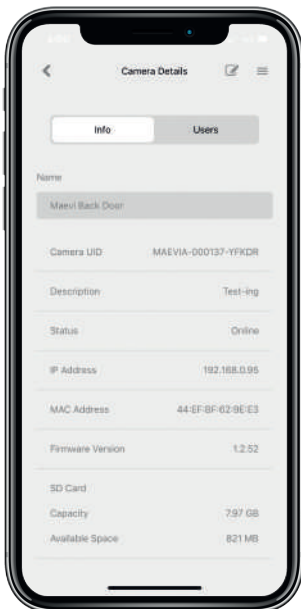 Camera Details
Info Users
Name
Maevi Back Door
Camera UID MAEVIA-000137-YFKDR
Description Test-ing
Status Online
IP Address 192.168.0.95
MAC Address 44:EF:BF:62:9E:E3
Firmware Version 1.2.52
SD Card
Capacity 7.97 GB
Available Space 821 MB